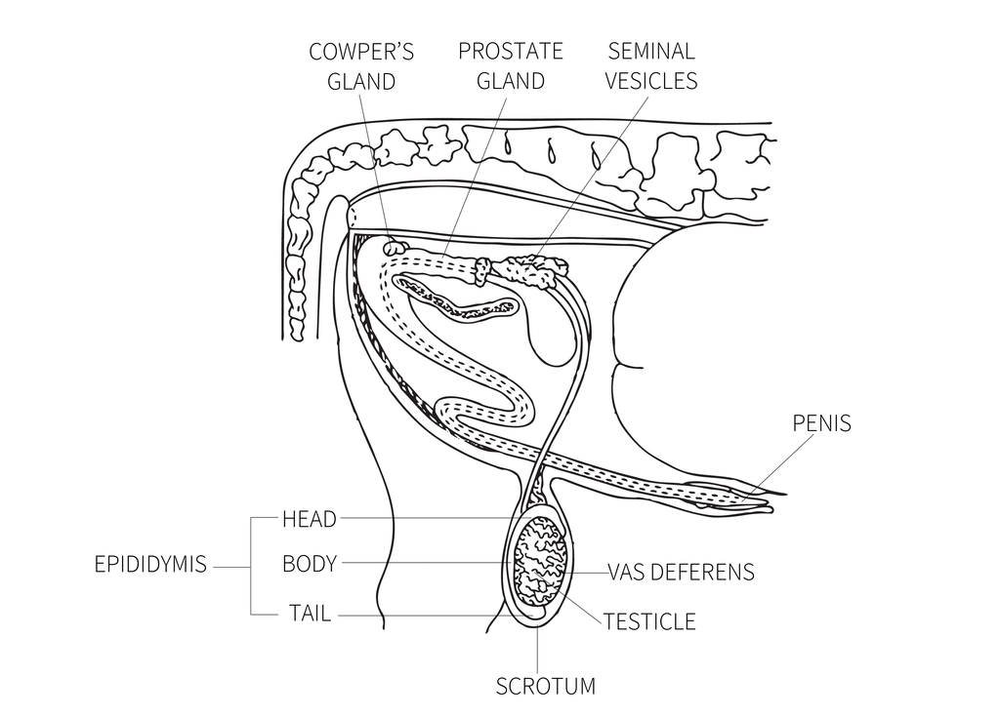 COWPER’S
GLAND
PROSTATE
GLAND
SEMINAL
VESICLES
PENIS
HEAD
EPIDIDYMIS
BODY
VAS DEFERENS
TAIL
TESTICLE
SCROTUM